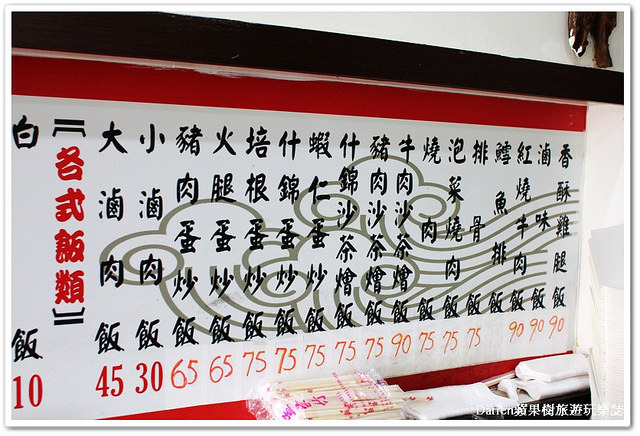 白飯 10
【各式飯類】
大滷肉飯 45
小滷肉飯 30
豬肉蛋炒飯 65
火腿蛋炒飯 65
培根蛋炒飯 75
什錦蛋炒飯 75
蝦仁蛋炒飯 75
什錦沙茶燴飯 75
豬肉沙茶燴飯 75
牛肉沙茶燴飯 90
燒肉飯 75
泡菜燒肉飯 75
排骨飯 75
鱈魚排飯
紅燒牛肉飯 90
滷味飯 90
香酥雞腿飯 90
Darren蘋果樹旅遊玩樂誌